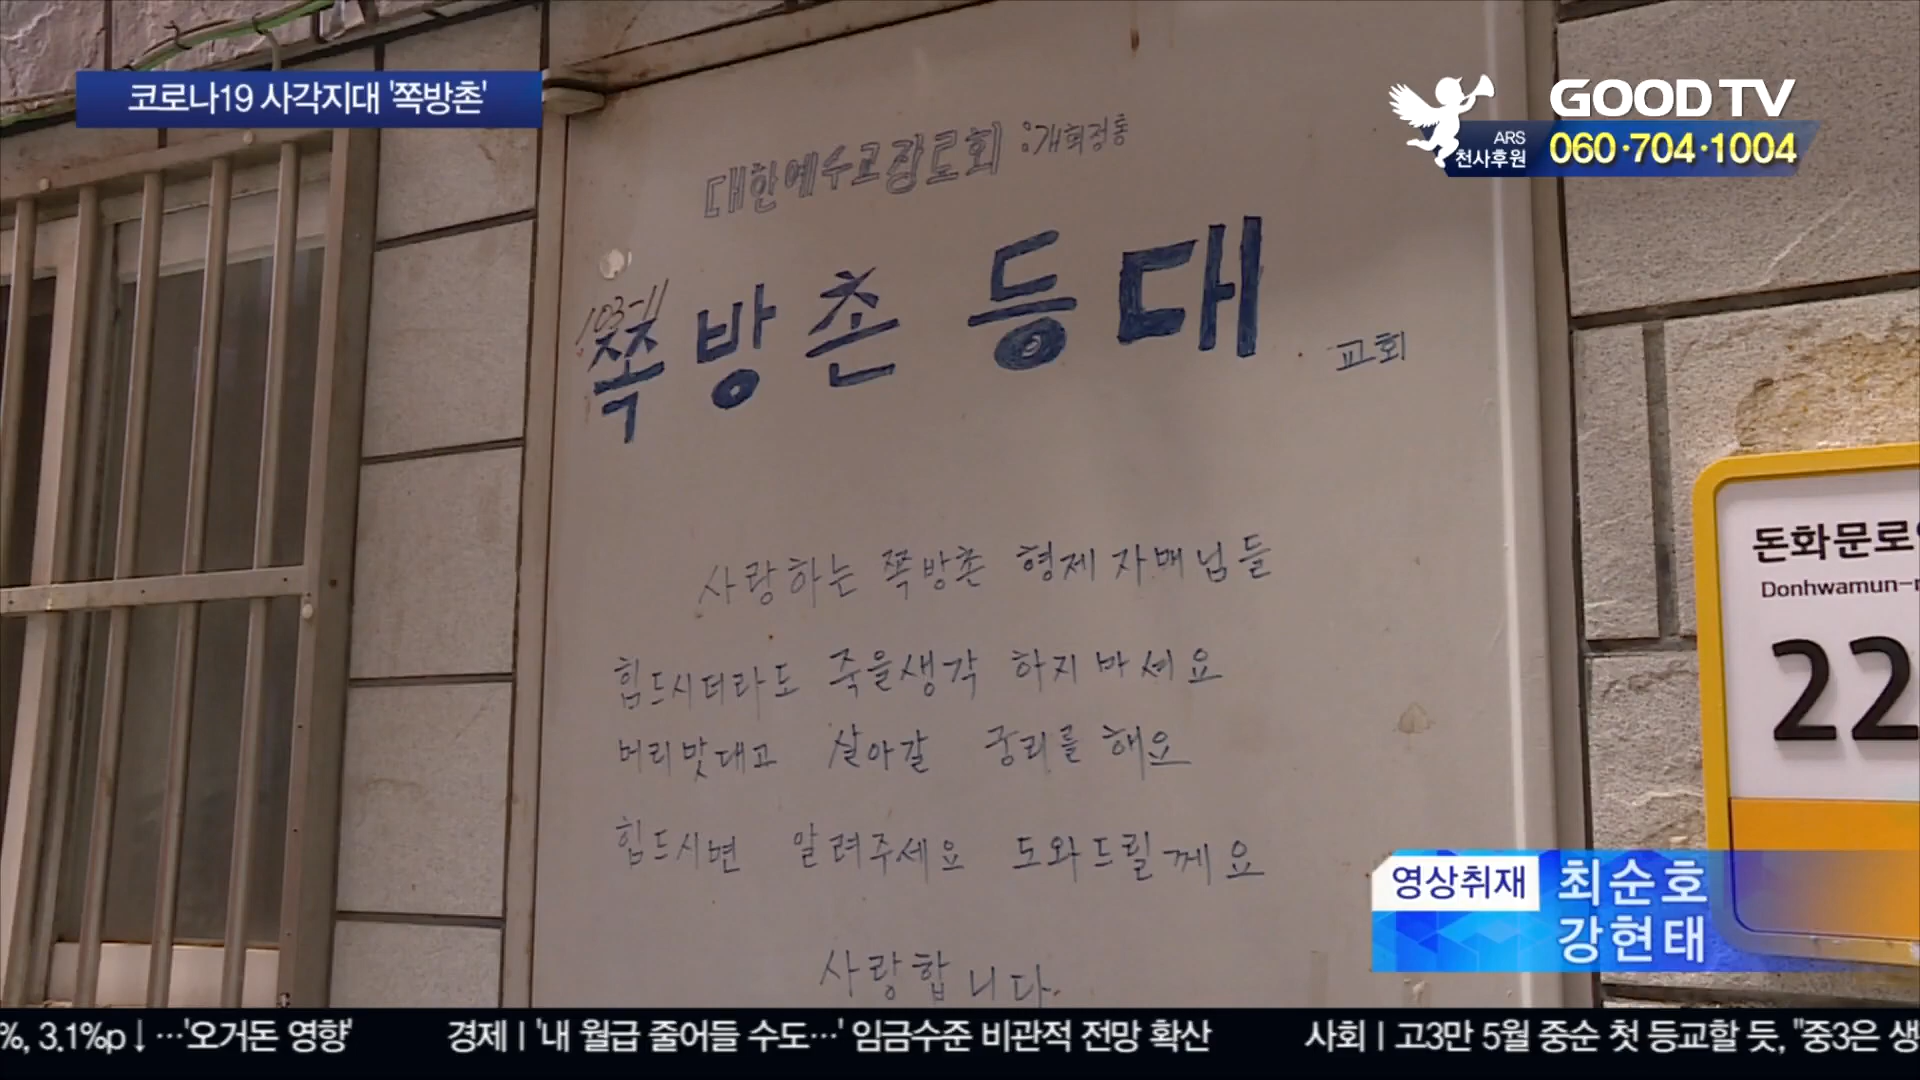 코로나19 사각지대 '쪽방촌'
GOODTV
ARS
천사후원
060·704·1004
대한예수교장로회 :개혁정통
103-11
쪽방촌 등대
교회
사랑하는 쪽방촌 형제 자매님들
힘드시더라도 죽을생각 하지마세요
머리맞대고 살아갈 궁리를 해요
힘드시면 알려주세요 도와드릴께요
사랑합니다.
돈화문로
Donhwamun-r
22
영상취재
최순호
강현태
%, 3.1%p↓…'오거돈 영향' 경제 | '내 월급 줄어들 수도…' 임금수준 비관적 전망 확산 사회 | 고3만 5월 중순 첫 등교할 듯, "중3은 생